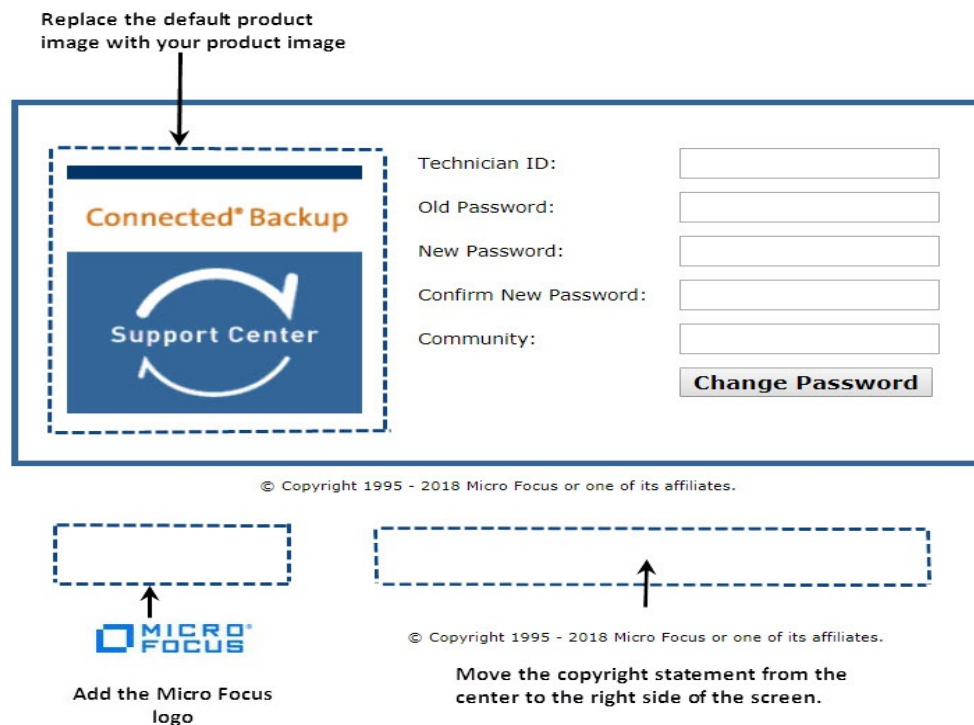 Replace the default product
image with your product image
Connected® Backup
Support Center
Technician ID:
Old Password:
New Password:
Confirm New Password:
Community:
Change Password
© Copyright 1995 - 2018 Micro Focus or one of its affiliates.
MICRO®
FOCUS
Add the Micro Focus
logo
© Copyright 1995 - 2018 Micro Focus or one of its affiliates.
Move the copyright statement from the
center to the right side of the screen.